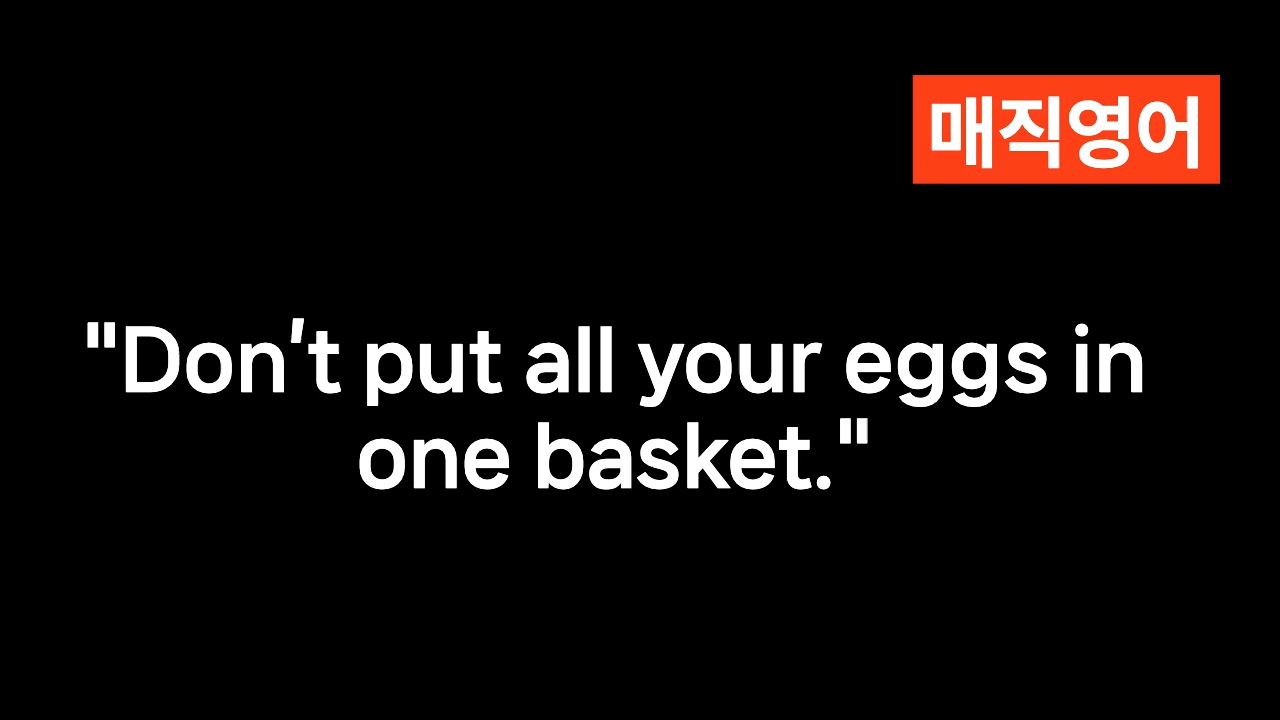 매직영어
"Don't put all your eggs in
one basket."